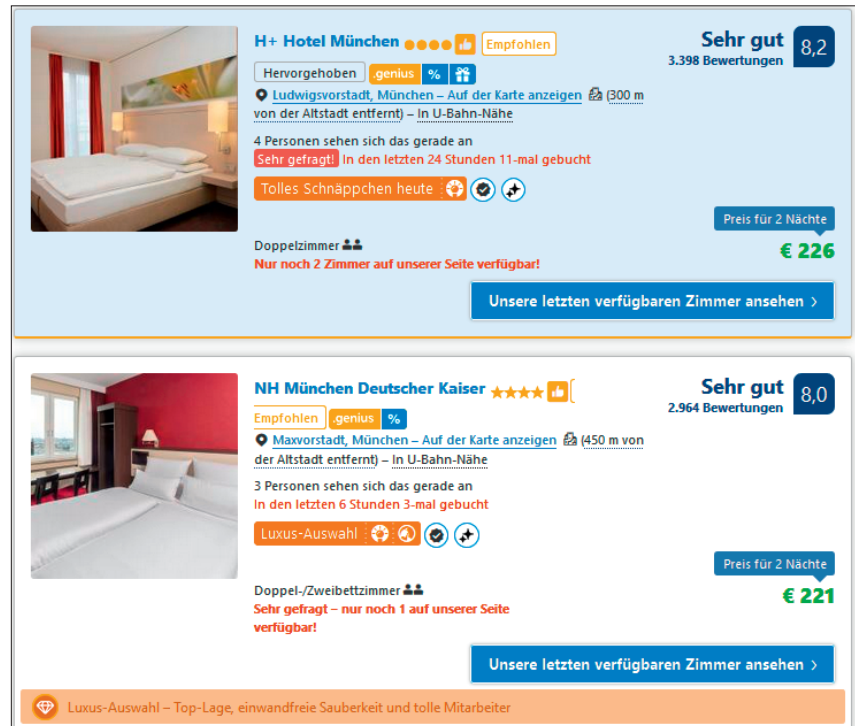 H+ Hotel München Empfohlen
Sehr gut 8,2
3.398 Bewertungen
Hervorgehoben .genius %
Ludwigsvorstadt, München – Auf der Karte anzeigen (300 m
von der Altstadt entfernt) – In U-Bahn-Nähe
4 Personen sehen sich das gerade an
Sehr gefragt! In den letzten 24 Stunden 11-mal gebucht
Tolles Schnäppchen heute
Preis für 2 Nächte
Doppelzimmer
€ 226
Nur noch 2 Zimmer auf unserer Seite verfügbar!
Unsere letzten verfügbaren Zimmer ansehen >
NH München Deutscher Kaiser
Sehr gut 8,0
2.964 Bewertungen
Empfohlen .genius %
Maxvorstadt, München – Auf der Karte anzeigen (450 m von
der Altstadt entfernt) – In U-Bahn-Nähe
3 Personen sehen sich das gerade an
In den letzten 6 Stunden 3-mal gebucht
Luxus-Auswahl
Preis für 2 Nächte
Doppel-/Zweibettzimmer
€ 221
Sehr gefragt – nur noch 1 auf unserer Seite
verfügbar!
Unsere letzten verfügbaren Zimmer ansehen >
Luxus-Auswahl – Top-Lage, einwandfreie Sauberkeit und tolle Mitarbeiter